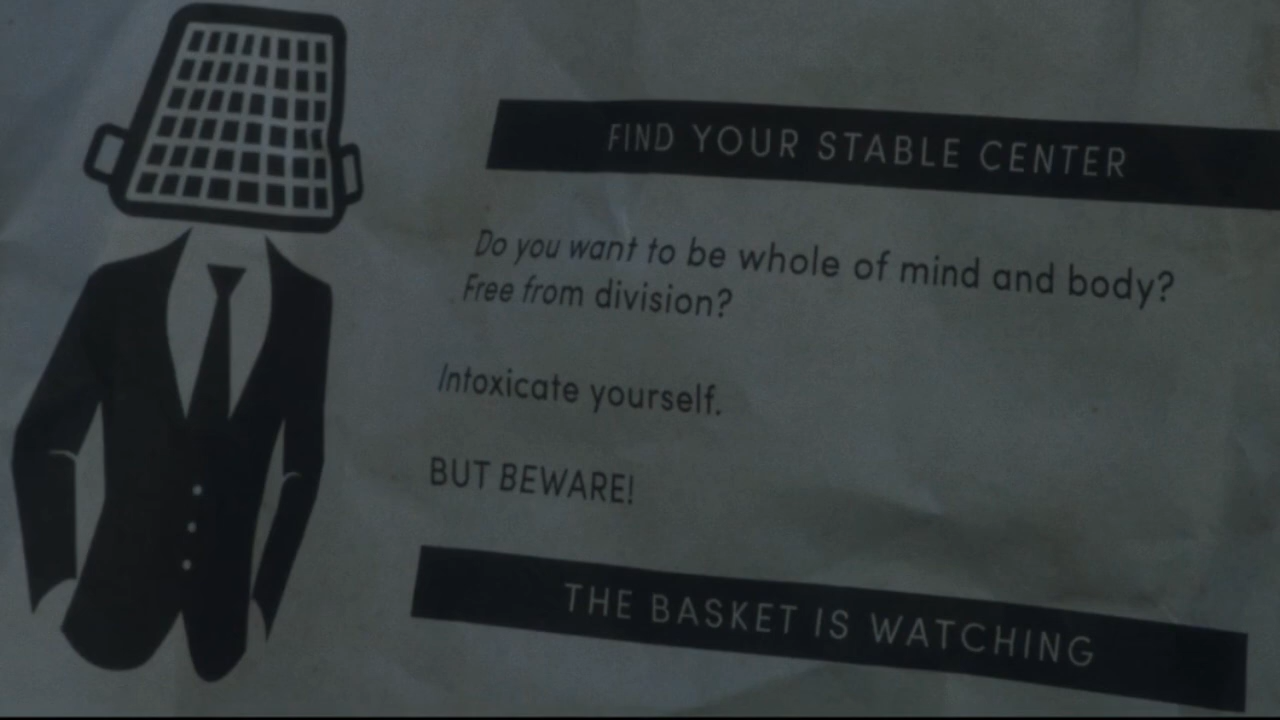 FIND YOUR STABLE CENTER
Do you want to be whole of mind and body?
Free from division?
Intoxicate yourself.
BUT BEWARE!
THE BASKET IS WATCHING